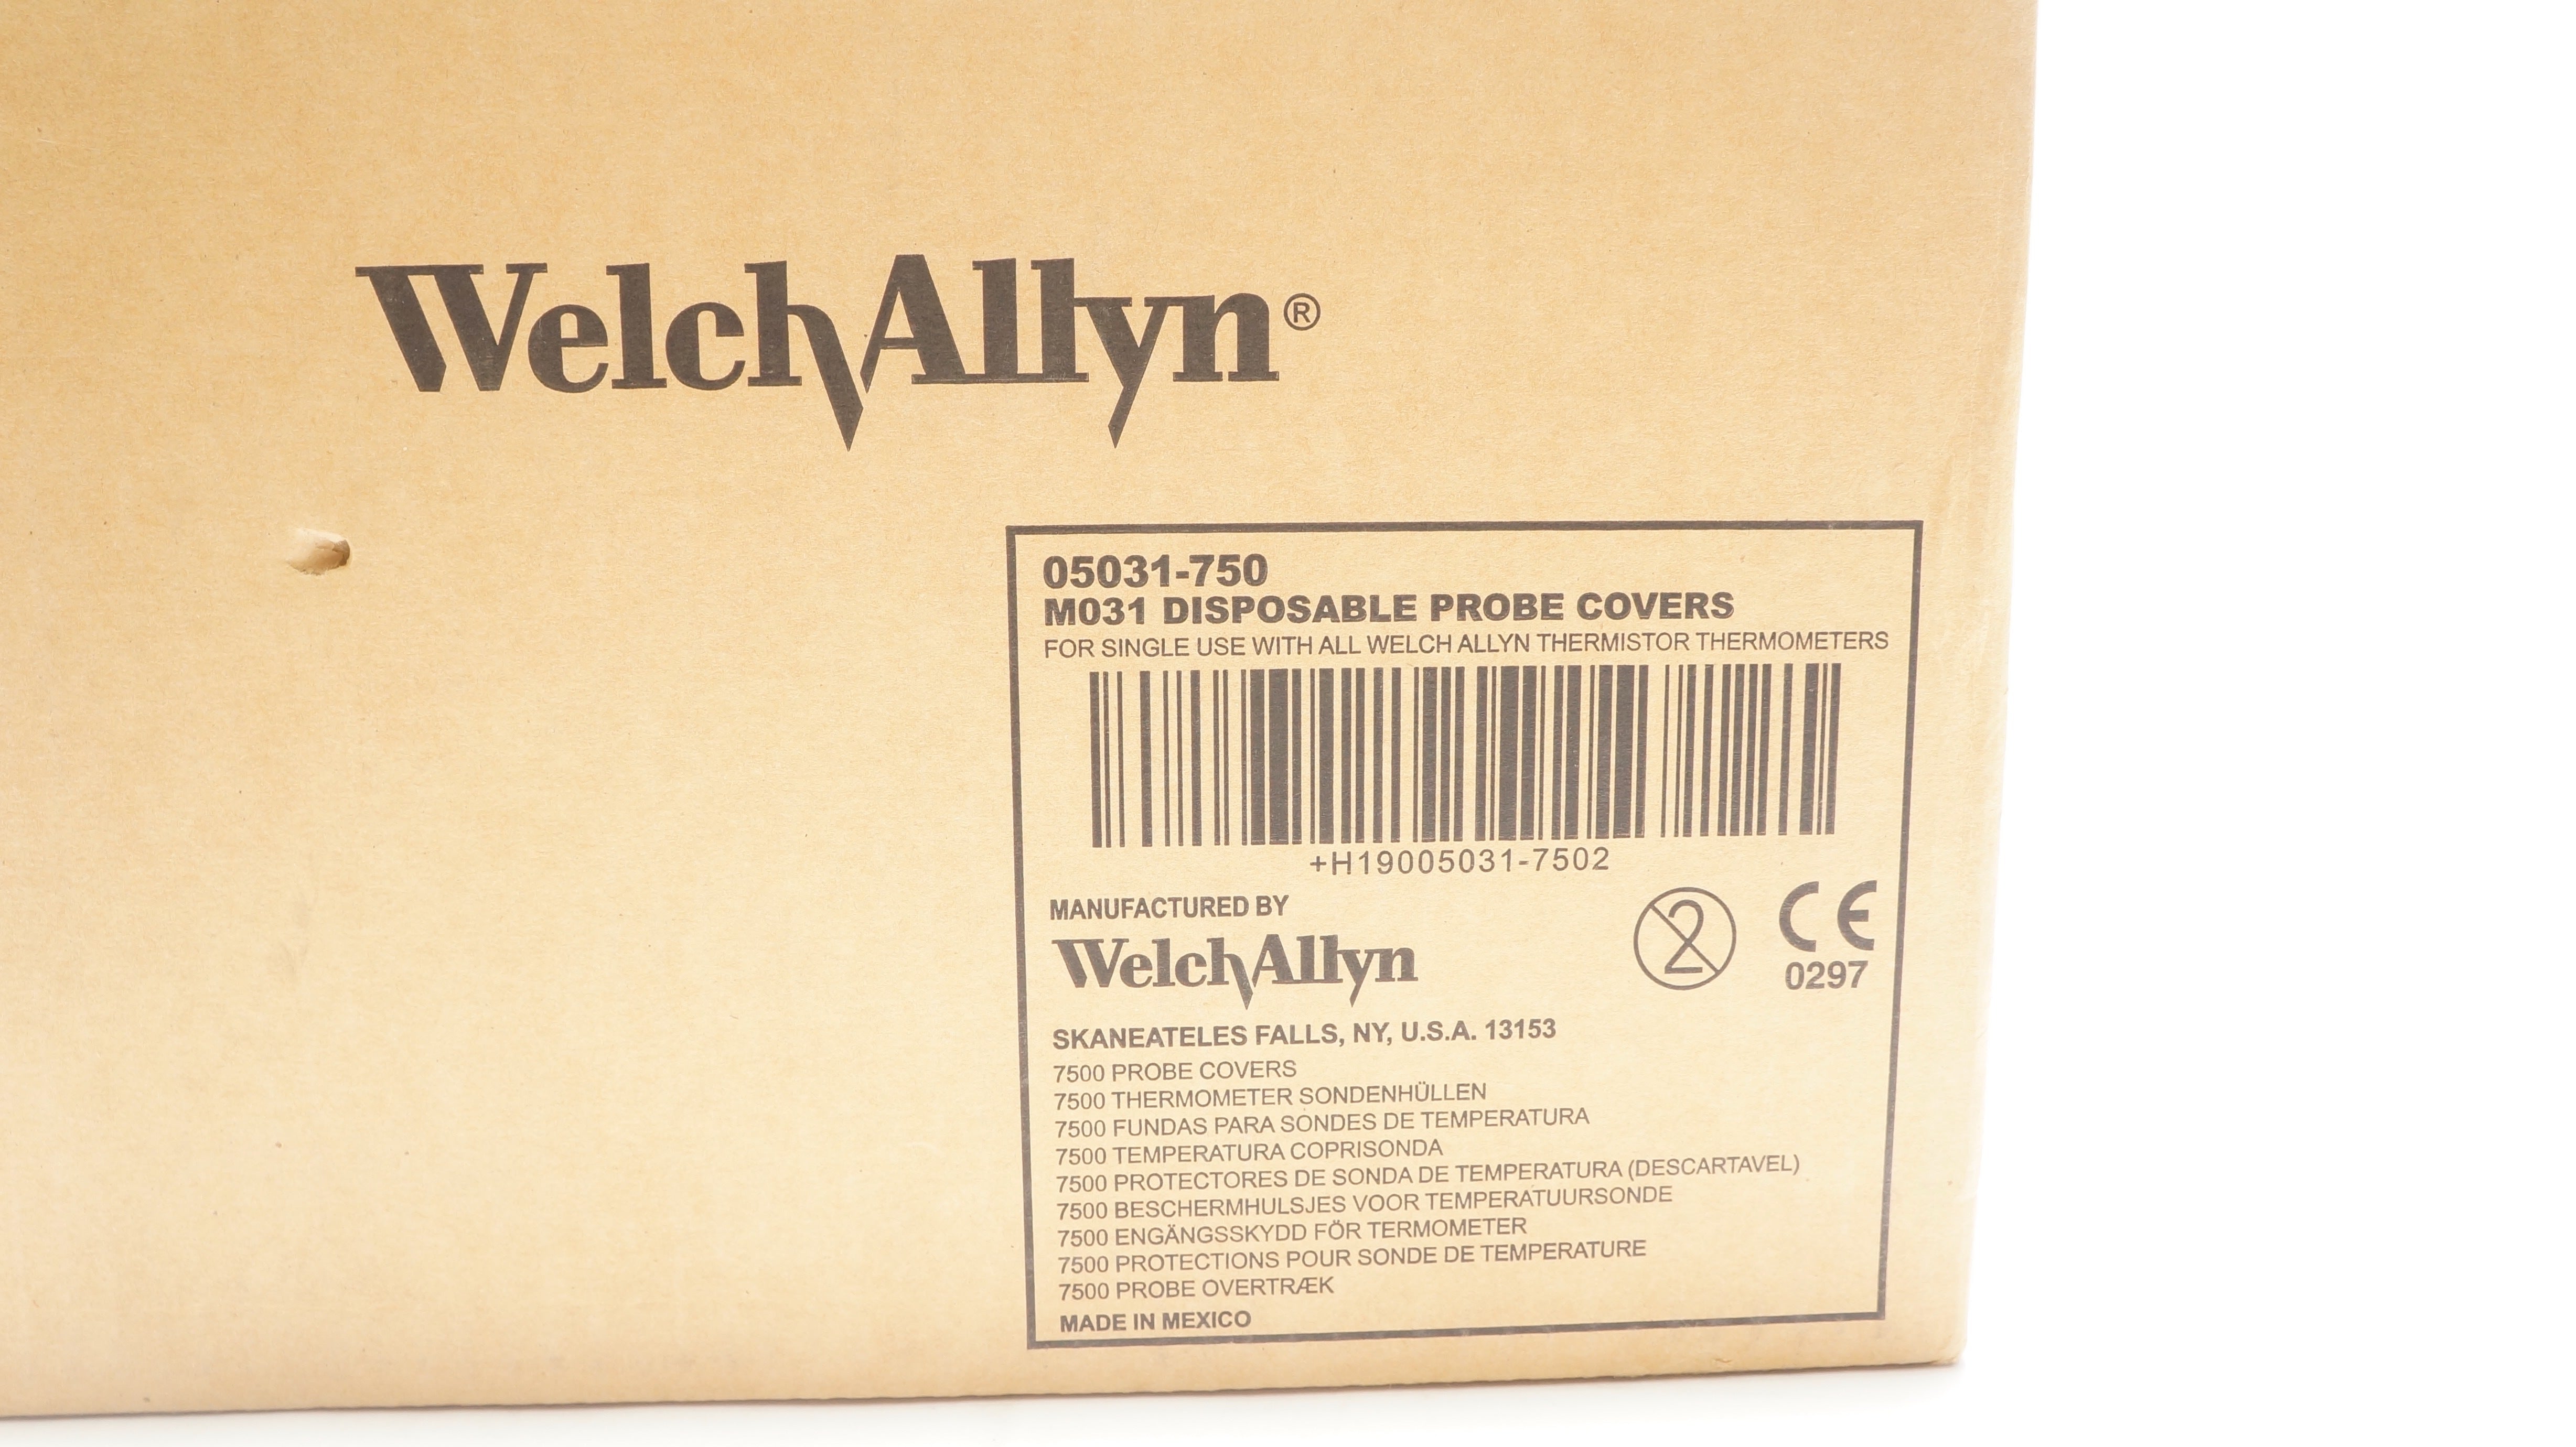 WelchAllyn®
05031-750
M031 DISPOSABLE PROBE COVERS
FOR SINGLE USE WITH ALL WELCH ALLYN THERMISTOR THERMOMETERS
+H19005031-7502
MANUFACTURED BY
WelchAllyn
2
CE
0297
SKANEATELES FALLS, NY, U.S.A. 13153
7500 PROBE COVERS
7500 THERMOMETER SONDENHÜLLEN
7500 FUNDAS PARA SONDES DE TEMPERATURA
7500 TEMPERATURA COPRISONDA
7500 PROTECTORES DE SONDA DE TEMPERATURA (DESCARTAVEL)
7500 BESCHERMHULSJES VOOR TEMPERATUURSONDE
7500 ENGÄNGSSKYDD FÖR TERMOMETER
7500 PROTECTIONS POUR SONDE DE TEMPERATURE
7500 PROBE OVERTRÆK
MADE IN MEXICO